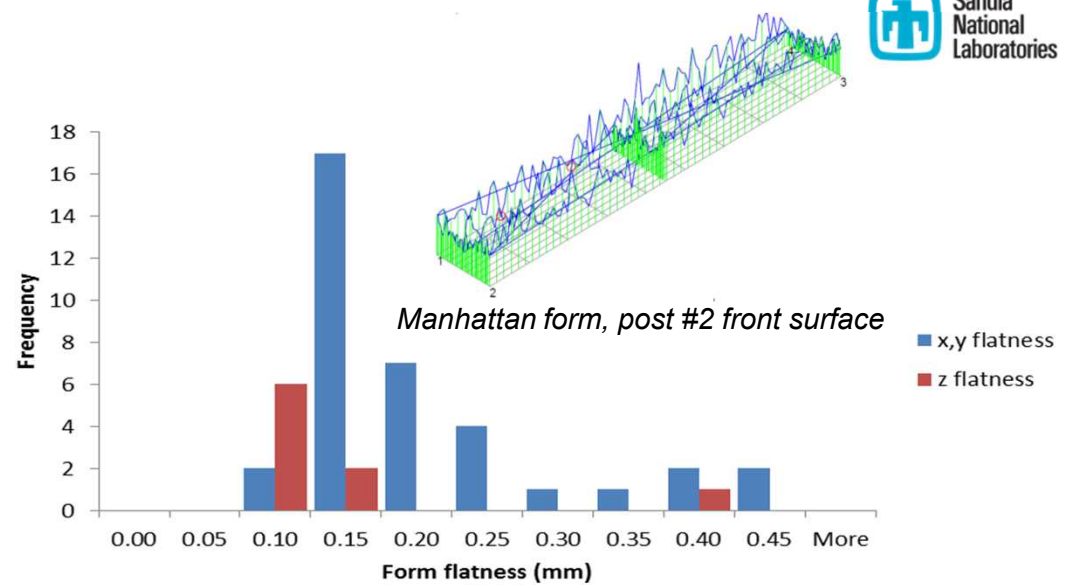 Sandia
National
Laboratories
4
3
1
2
Manhattan form, post #2 front surface
18
16
14
12
10
8
6
4
2
0
Frequency
x,y flatness
z flatness
0.00 0.05 0.10 0.15 0.20 0.25 0.30 0.35 0.40 0.45 More
Form flatness (mm)